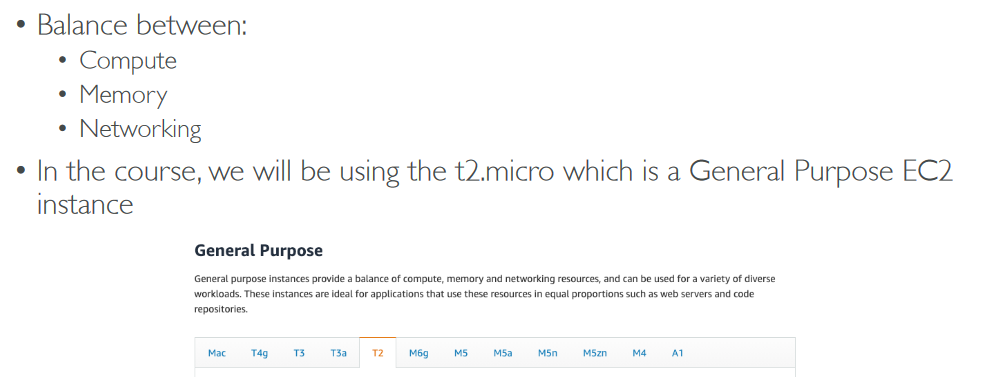 • Balance between:
• Compute
• Memory
• Networking
• In the course, we will be using the t2.micro which is a General Purpose EC2
instance
General Purpose
General purpose instances provide a balance of compute, memory and networking resources, and can be used for a variety of diverse
workloads. These instances are ideal for applications that use these resources in equal proportions such as web servers and code
repositories.
Mac T4g T3 T3a T2 M6g M5 M5a M5n M5zn M4 A1